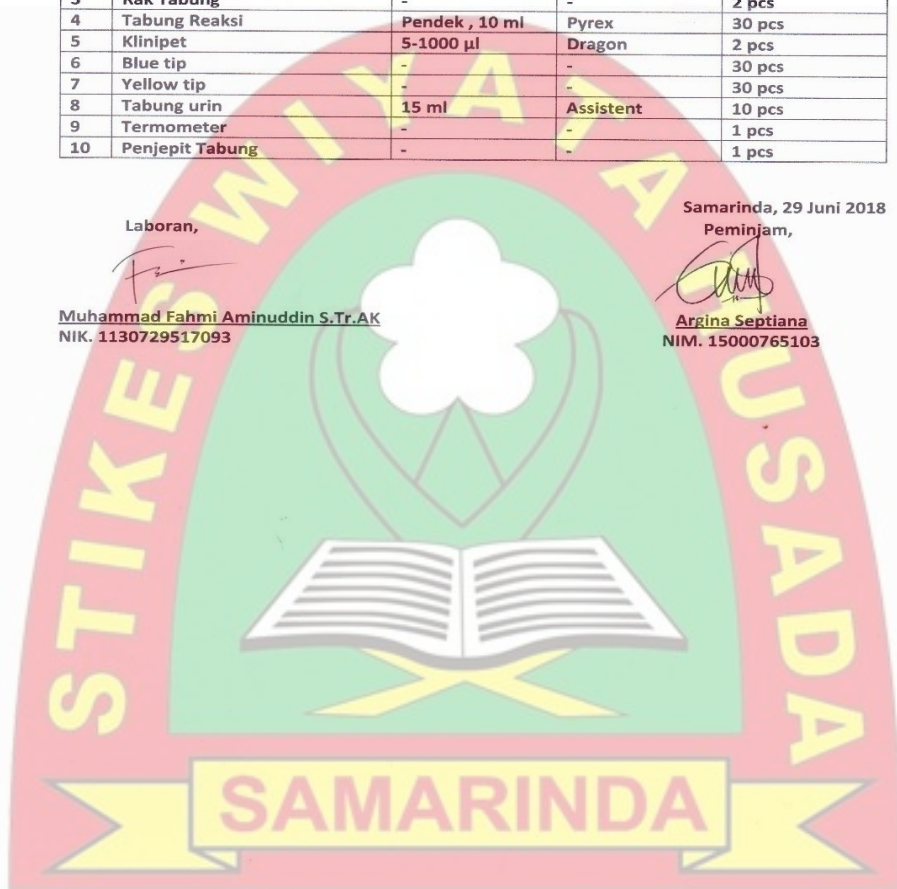 3 Rak Tabung - - 2 pcs
4 Tabung Reaksi Pendek , 10 ml Pyrex 30 pcs
5 Klinipet 5-1000 µl Dragon 2 pcs
6 Blue tip - - 30 pcs
7 Yellow tip - - 30 pcs
8 Tabung urin 15 ml Assistent 10 pcs
9 Termometer - - 1 pcs
10 Penjepit Tabung - - 1 pcs
Samarinda, 29 Juni 2018
Laboran, Peminjam,
Muhammad Fahmi Aminuddin S.Tr.AK
NIK. 1130729517093
Argina Septiana
NIM. 15000765103
STIKES WIYATA HUSADA
SAMARINDA